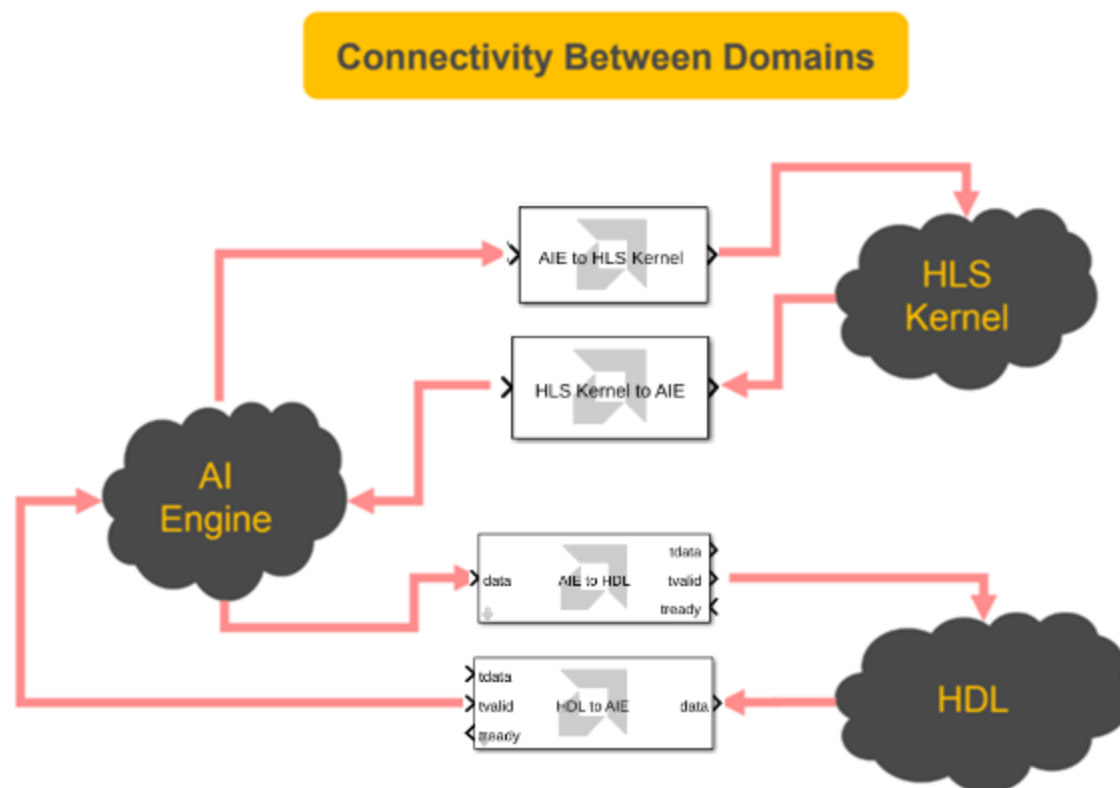 Connectivity Between Domains
AIE to HLS Kernel
HLS
Kernel
HLS Kernel to AIE
AI
Engine
tdata
data
AIE to HDL
tvalid
tready
tdata
tvalid
HDL to AIE
data
tready
HDL